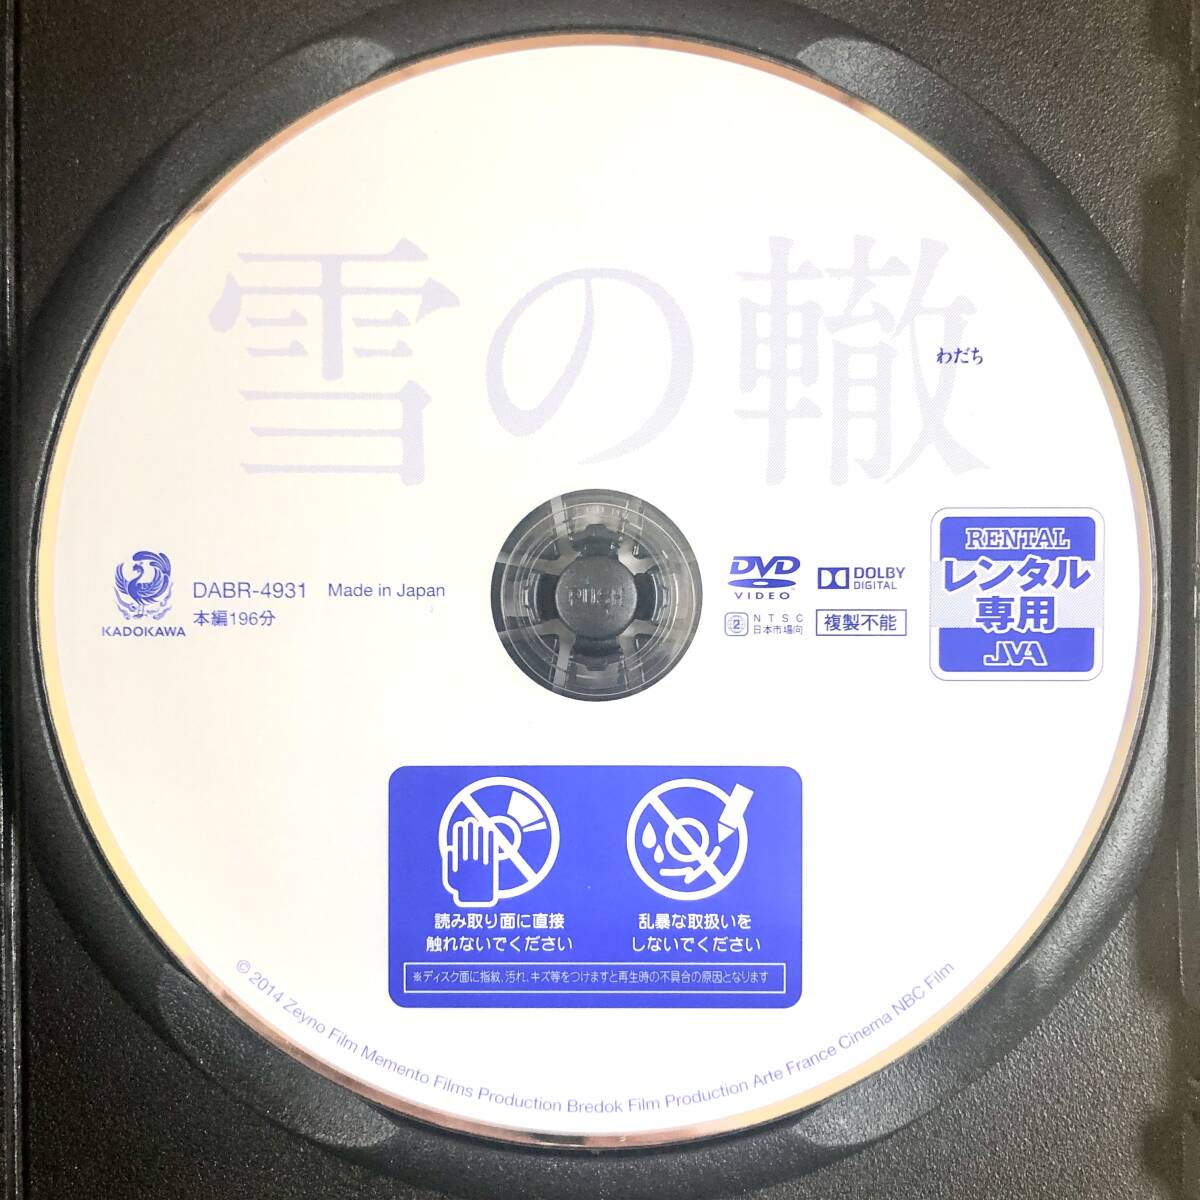 雪の轍
わだち
KADOKAWA
DABR-4931 Made in Japan
本編196分
PUSH
DVD
VIDEO
DOLBY
DIGITAL
2
NTSC
日本市場向
複製不能
RENTAL
レンタル
専用
JVA
読み取り面に直接
触れないでください
乱暴な取扱いを
しないでください
※ディスク面に指紋,汚れ,キズ等をつけますと再生時の不具合の原因となります
© 2014 Zeyno Film Memento Films Production Bredok Film Production Arte France Cinema NBC Film